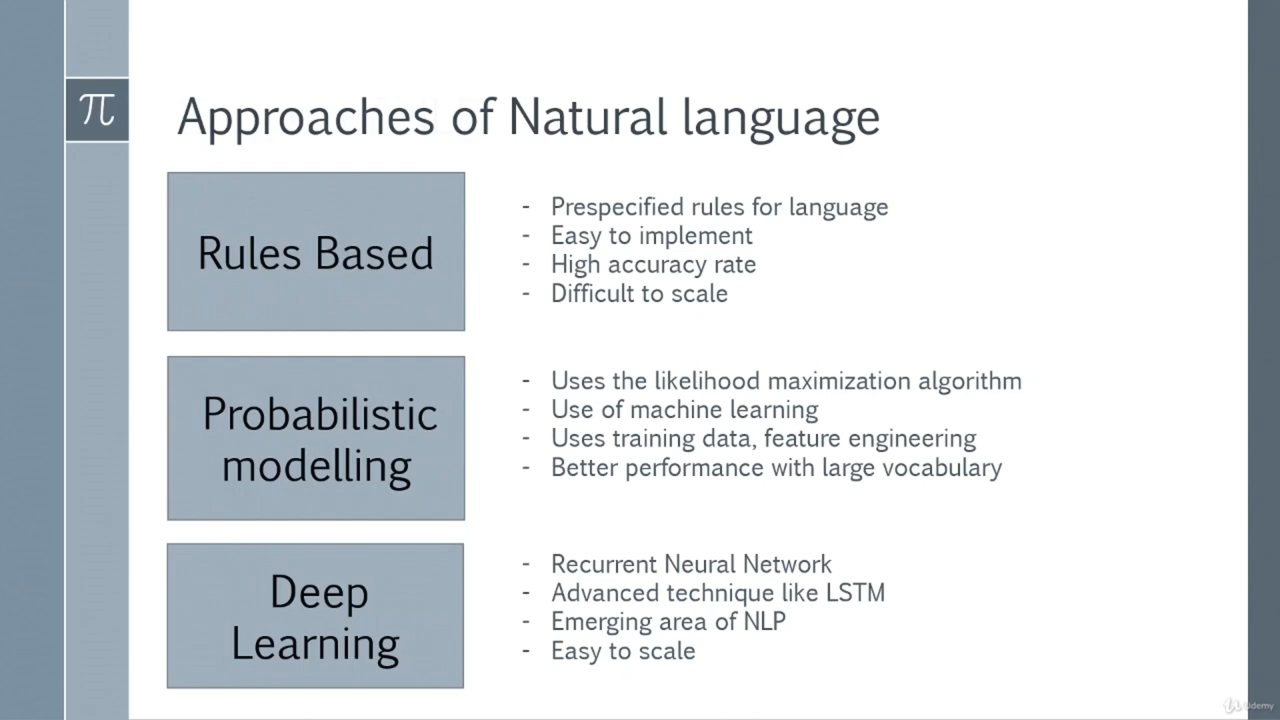 π
Approaches of Natural language
Rules Based
- Prespecified rules for language
- Easy to implement
- High accuracy rate
- Difficult to scale
Probabilistic
modelling
- Uses the likelihood maximization algorithm
- Use of machine learning
- Uses training data, feature engineering
- Better performance with large vocabulary
Deep
Learning
- Recurrent Neural Network
- Advanced technique like LSTM
- Emerging area of NLP
- Easy to scale
Udemy